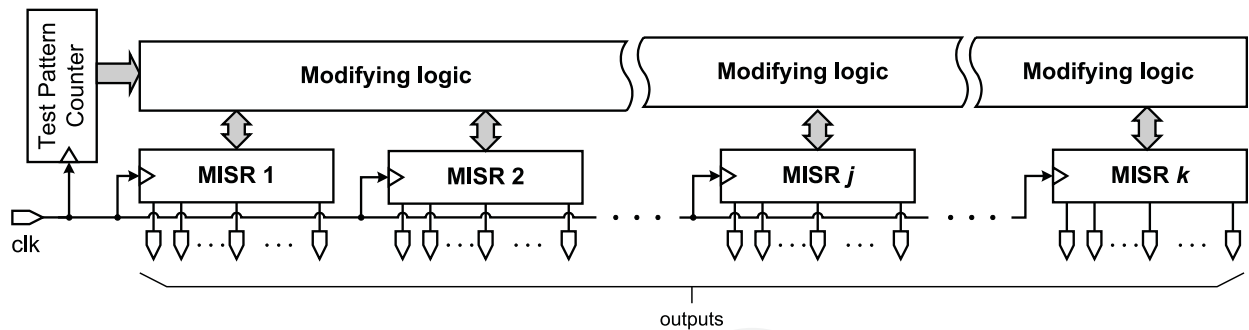 Test Pattern
Counter
Modifying logic
Modifying logic
Modifying logic
MISR 1
MISR 2
MISR j
MISR k
clk
outputs